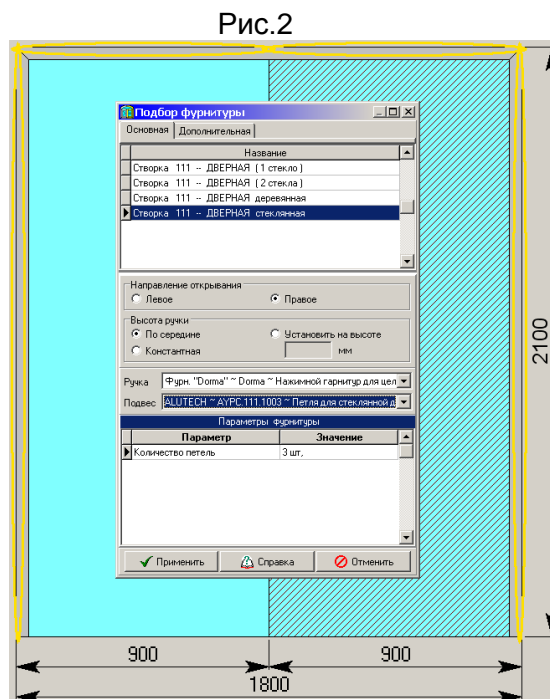 Рис.2
Подбор фурнитуры
Основная Дополнительная
Название
Створка 111 -- ДВЕРНАЯ (1 стекло)
Створка 111 -- ДВЕРНАЯ (2 стекла)
Створка 111 -- ДВЕРНАЯ деревянная
Створка 111 -- ДВЕРНАЯ стеклянная
Направление открывания
Левое Правое
Высота ручки
По середине Установить на высоте
Константная мм
Ручка Фурн. "Dorma" ~ Dorma ~ Нажимной гарнитур для цел
Подвес ALUTECH ~ AYPC.111.1003 ~ Петля для стеклянной д
Параметры фурнитуры
Параметр Значение
Количество петель 3 шт,
Применить Справка Отменить
2100
900 900
1800